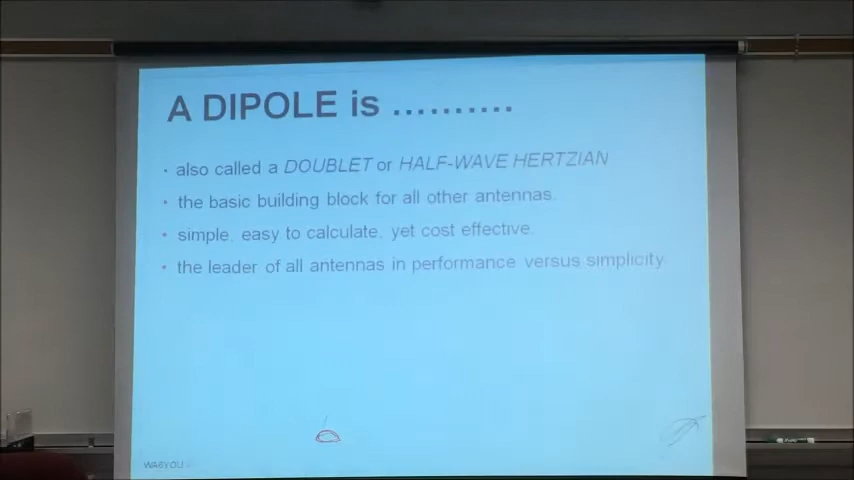 A DIPOLE is ..........
• also called a DOUBLET or HALF-WAVE HERTZIAN
• the basic building block for all other antennas.
• simple, easy to calculate, yet cost effective.
• the leader of all antennas in performance versus simplicity